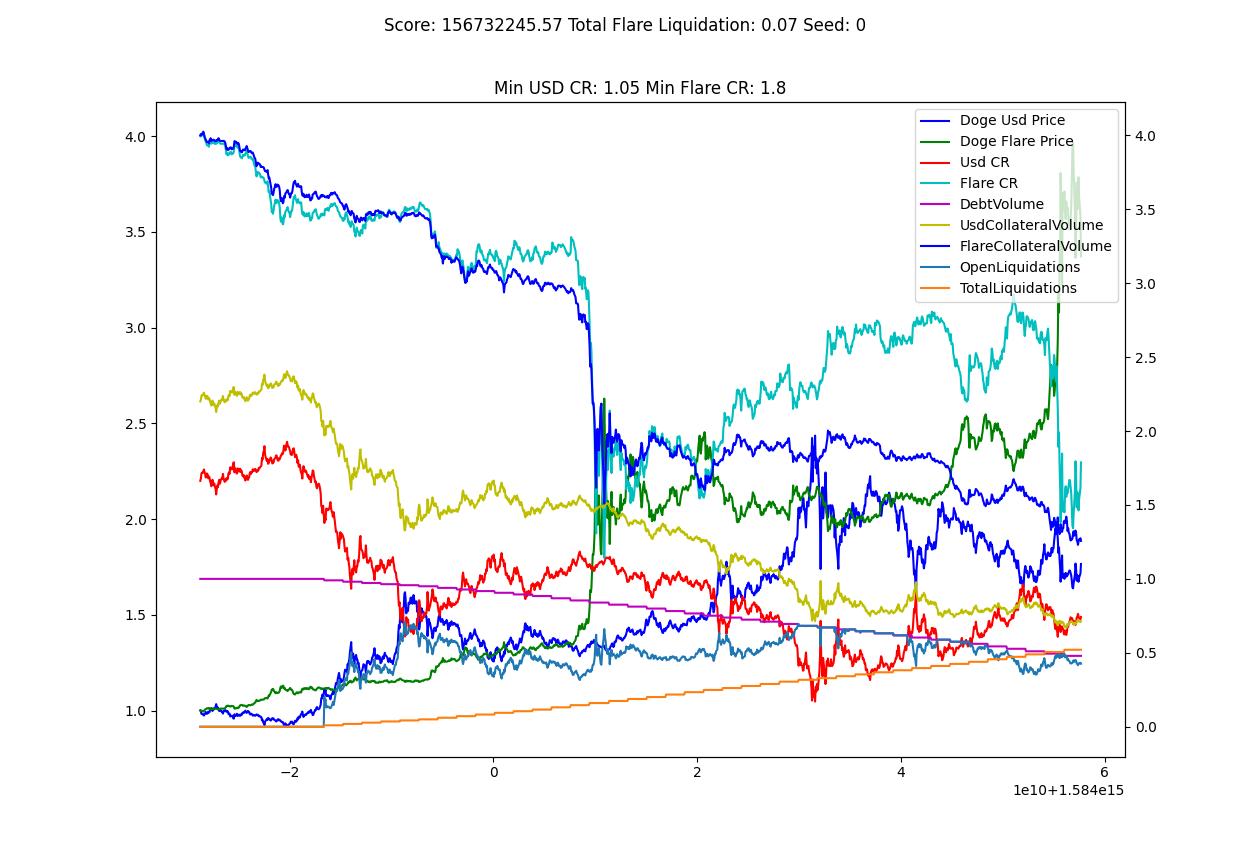 Score: 156732245.57 Total Flare Liquidation: 0.07 Seed: 0
Min USD CR: 1.05 Min Flare CR: 1.8
Doge Usd Price
Doge Flare Price
Usd CR
Flare CR
DebtVolume
UsdCollateralVolume
FlareCollateralVolume
OpenLiquidations
TotalLiquidations
4.0
3.5
3.0
2.5
2.0
1.5
1.0
4.0
3.5
3.0
2.5
2.0
1.5
1.0
0.5
0.0
−2
0
2
4
6
1e10+1.584e15